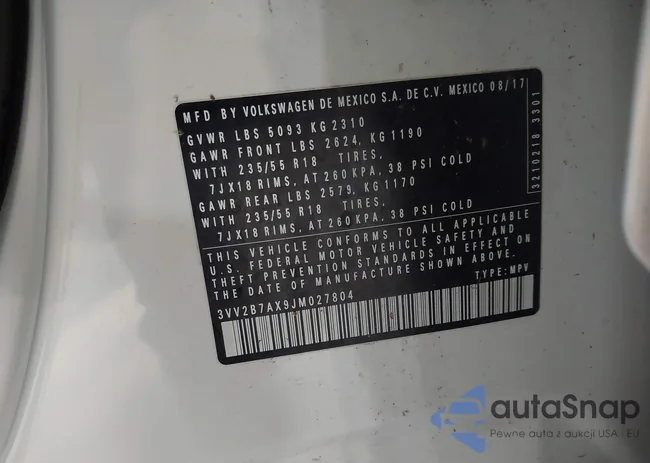 MFD BY VOLKSWAGEN DE MEXICO S.A. DE C.V. MEXICO 08/17
GVWR LBS 5093 KG 2310
GAWR FRONT LBS 2624, KG 1190
WITH 235/55 R18 TIRES,
7JX18 RIMS, AT 260 KPA, 38 PSI COLD
GAWR REAR LBS 2579, KG 1170
WITH 235/55 R18 TIRES,
7JX18 RIMS, AT 260 KPA, 38 PSI COLD
THIS VEHICLE CONFORMS TO ALL APPLICABLE
U.S. FEDERAL MOTOR VEHICLE SAFETY AND
THEFT PREVENTION STANDARDS IN EFFECT ON
THE DATE OF MANUFACTURE SHOWN ABOVE.
TYPE: MPV
3VV2B7AX9JM027804
3210218 3301
autaSnap
Pewne auta z aukcji USA - EU